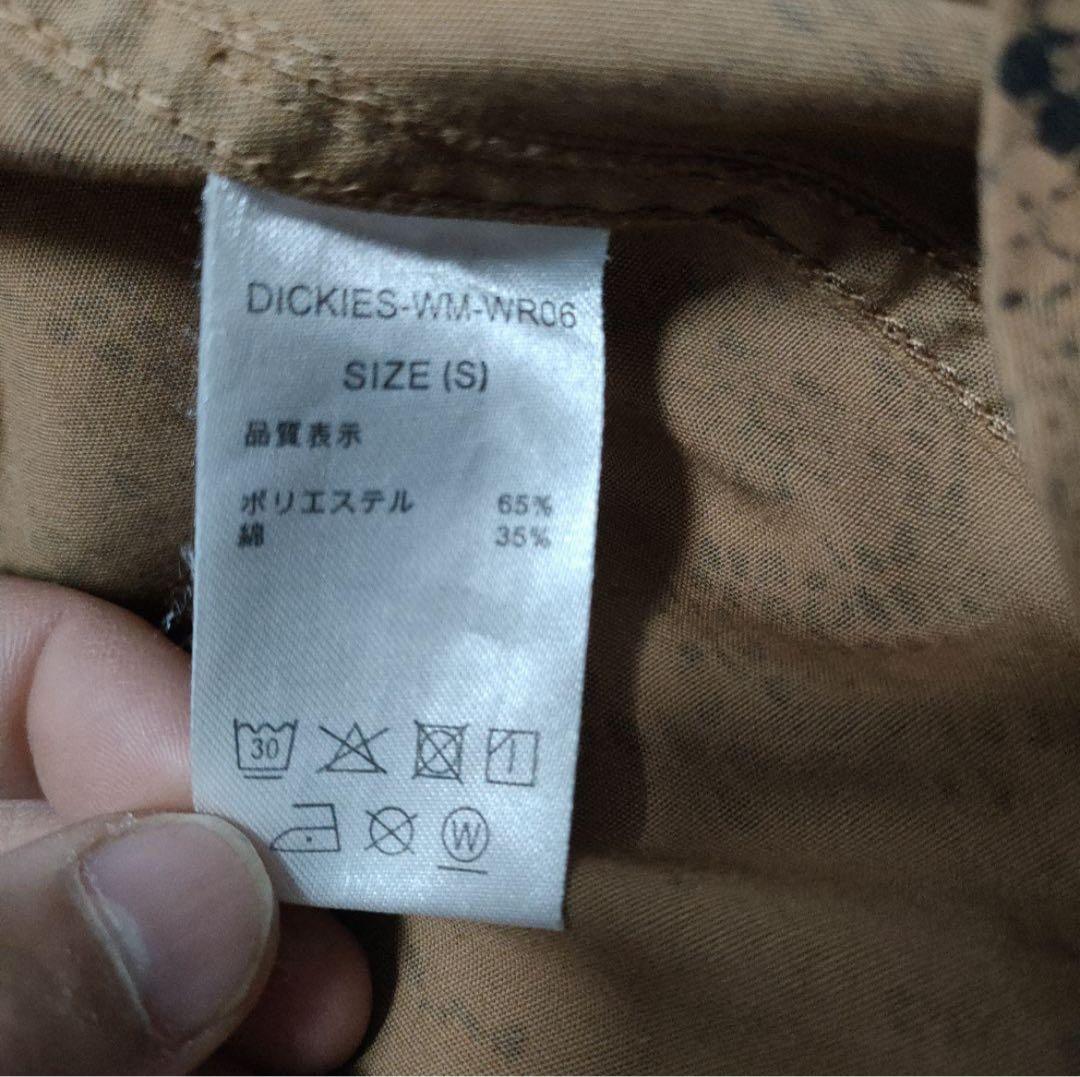 DICKIES-WM-WR06
SIZE (S)
品質表示
ポリエステル 65%
綿 35%
30
W